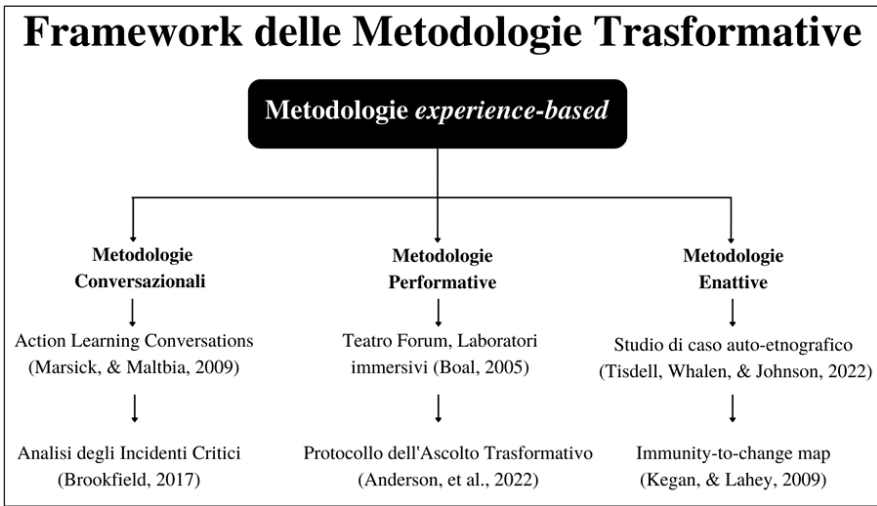 Framework delle Metodologie Trasformative
Metodologie experience-based
Metodologie
Conversazionali
Metodologie
Performative
Metodologie
Enattive
Action Learning Conversations
(Marsick, & Maltbia, 2009)
Teatro Forum, Laboratori
immersivi (Boal, 2005)
Studio di caso auto-etnografico
(Tisdell, Whalen, & Johnson, 2022)
Analisi degli Incidenti Critici
(Brookfield, 2017)
Protocollo dell'Ascolto Trasformativo
(Anderson, et al., 2022)
Immunity-to-change map
(Kegan, & Lahey, 2009)